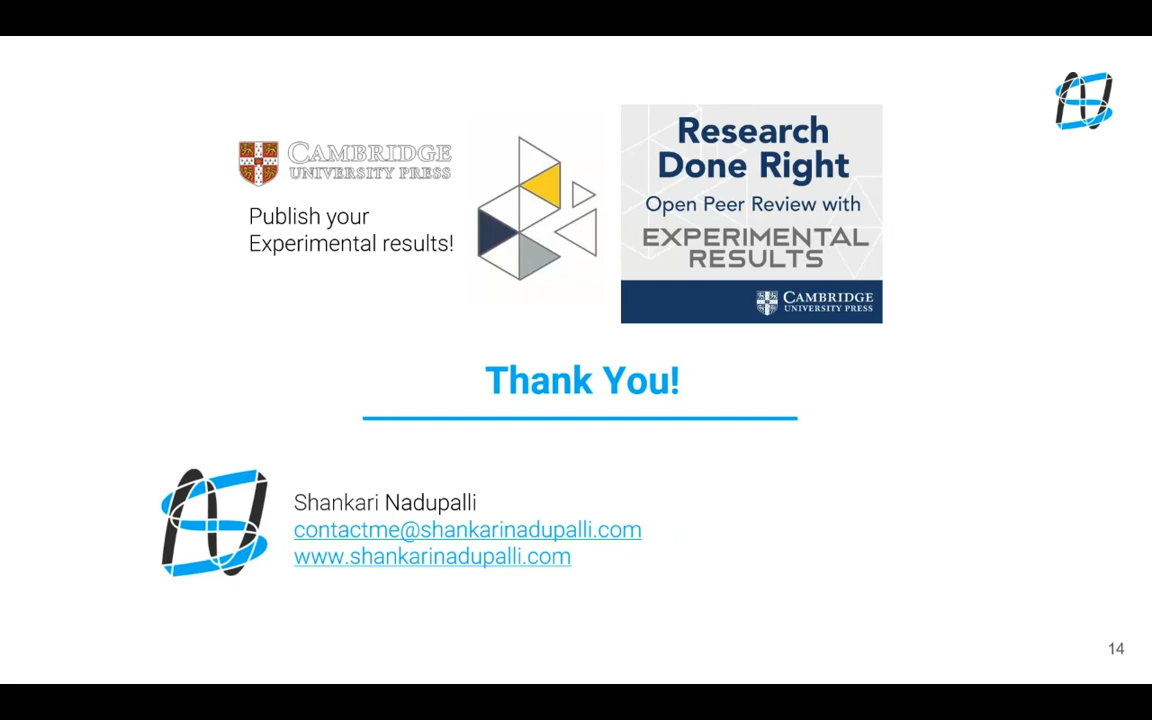 CAMBRIDGE
UNIVERSITY PRESS
Publish your
Experimental results!
Research
Done Right
Open Peer Review with
EXPERIMENTAL
RESULTS
CAMBRIDGE
UNIVERSITY PRESS
Thank You!
Shankari Nadupalli
contactme@shankarinadupalli.com
www.shankarinadupalli.com
14